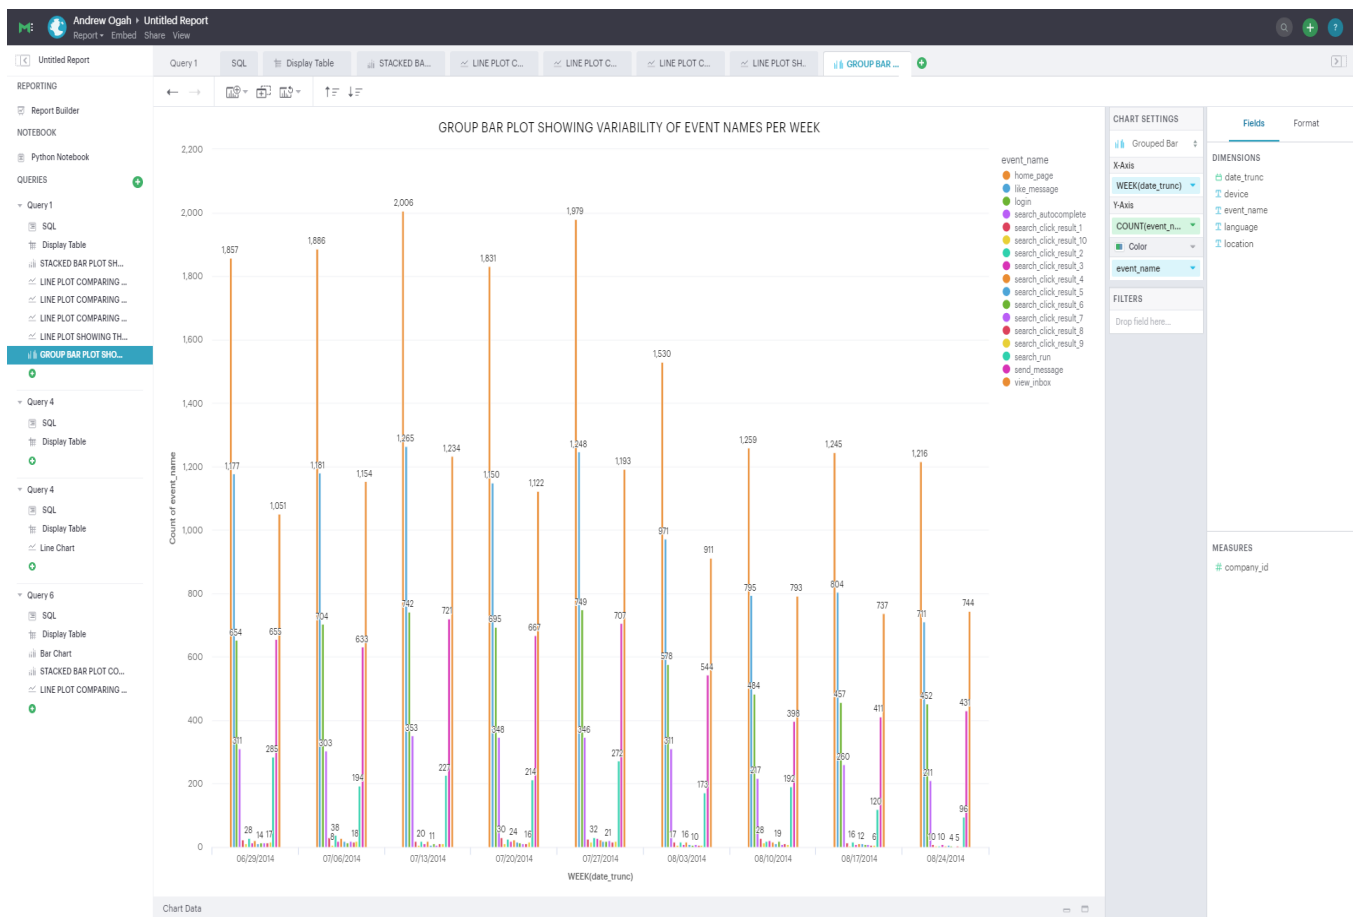 Andrew Ogah › Untitled Report
Report Embed Share View
?
Untitled Report
REPORTING
Report Builder
NOTEBOOK
Python Notebook
QUERIES
Query 1
SQL
Display Table
STACKED BAR PLOT SH...
LINE PLOT COMPARING ...
LINE PLOT COMPARING ...
LINE PLOT COMPARING ...
LINE PLOT SHOWING TH...
GROUP BAR PLOT SHO...
Query 4
SQL
Display Table
Query 4
SQL
Display Table
Line Chart
Query 6
SQL
Display Table
Bar Chart
STACKED BAR PLOT CO...
LINE PLOT COMPARING ...
Query 1 SQL Display Table STACKED BA... LINE PLOT C... LINE PLOT C... LINE PLOT C... LINE PLOT SH.. GROUP BAR ...
GROUP BAR PLOT SHOWING VARIABILITY OF EVENT NAMES PER WEEK
Count of event_name
2,200
2,000
1,800
1,600
1,400
1,200
1,000
800
600
400
200
0
1,857 1,177 654 311 28 14 17 285 655 1,051
1,886 1,181 704 303 8 38 18 194 633 1,154
2,006 1,265 742 353 20 11 227 721 1,234
1,831 1,150 695 348 30 24 16 214 667 1,122
1,979 1,248 749 346 32 21 272 707 1,193
1,530 971 578 311 16 10 173 544 911
1,259 795 484 217 28 19 192 398 793
1,245 804 457 260 16 12 6 120 411 737
1,216 711 452 211 10 10 4 5 96 431 744
06/29/2014 07/06/2014 07/13/2014 07/20/2014 07/27/2014 08/03/2014 08/10/2014 08/17/2014 08/24/2014
WEEK(date_trunc)
event_name
home_page
like_message
login
search_autocomplete
search_click_result_1
search_click_result_10
search_click_result_2
search_click_result_3
search_click_result_4
search_click_result_5
search_click_result_6
search_click_result_7
search_click_result_8
search_click_result_9
search_run
send_message
view_inbox
Chart Data
CHART SETTINGS
Grouped Bar
X-Axis
WEEK(date_trunc)
Y-Axis
COUNT(event_n...
Color
event_name
FILTERS
Drop field here...
Fields Format
DIMENSIONS
date_trunc
device
event_name
language
location
MEASURES
# company_id